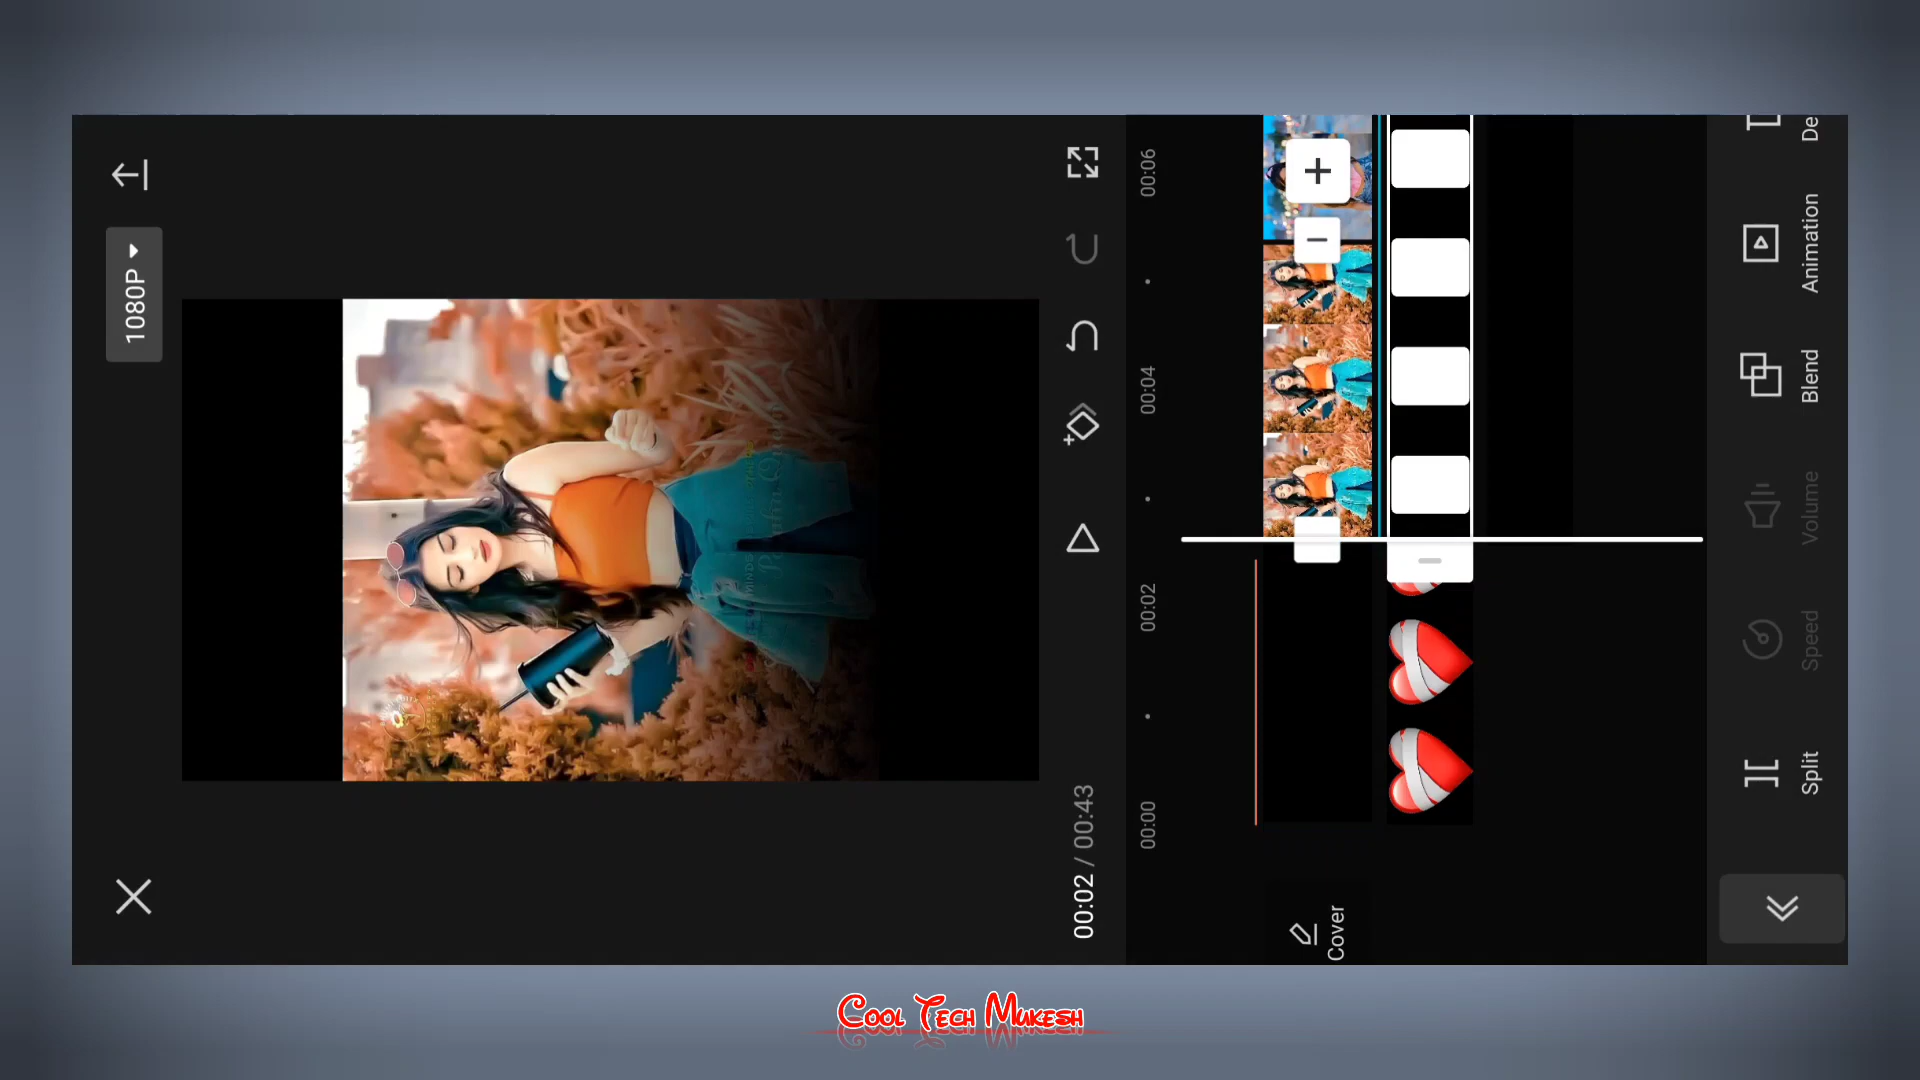 1080P
00:02 / 00:43
00:00
00:02
00:04
00:06
Cover
Split
Speed
Volume
Blend
Animation
De
Cool Tech Mukesh